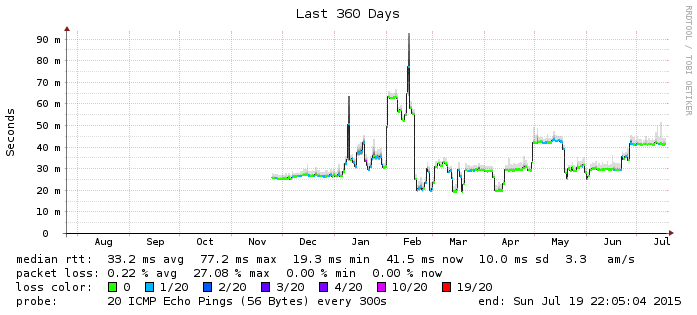 Last 360 Days
RRDTOOL / TOBI OETIKER
Seconds
90 m
80 m
70 m
60 m
50 m
40 m
30 m
20 m
10 m
0
Aug Sep Oct Nov Dec Jan Feb Mar Apr May Jun Jul
median rtt: 33.2 ms avg 77.2 ms max 19.3 ms min 41.5 ms now 10.0 ms sd 3.3 am/s
packet loss: 0.22 % avg 27.08 % max 0.00 % min 0.00 % now
loss color: 0 1/20 2/20 3/20 4/20 10/20 19/20
probe: 20 ICMP Echo Pings (56 Bytes) every 300s end: Sun Jul 19 22:05:04 2015